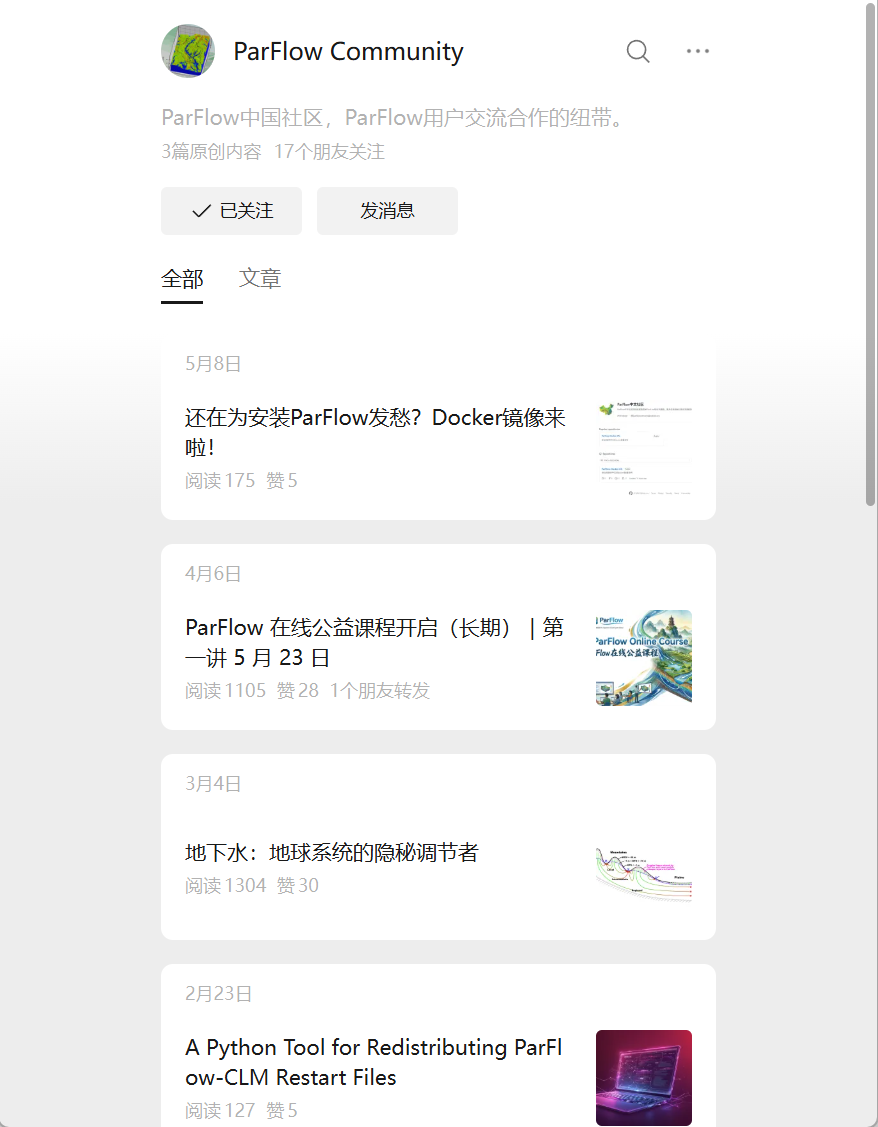 ParFlow Community
ParFlow中国社区，ParFlow用户交流合作的纽带。
3篇原创内容 17个朋友关注
已关注 发消息
全部 文章
5月8日
还在为安装ParFlow发愁？Docker镜像来
啦！
阅读 175 赞 5
4月6日
ParFlow 在线公益课程开启（长期）｜第
一讲 5 月 23 日
阅读 1105 赞 28 1个朋友转发
ParFlow
ParFlow Online Course
Flow在线公益课程
3月4日
地下水：地球系统的隐秘调节者
阅读 1304 赞 30
2月23日
A Python Tool for Redistributing ParFl
ow-CLM Restart Files
阅读 127 赞 5